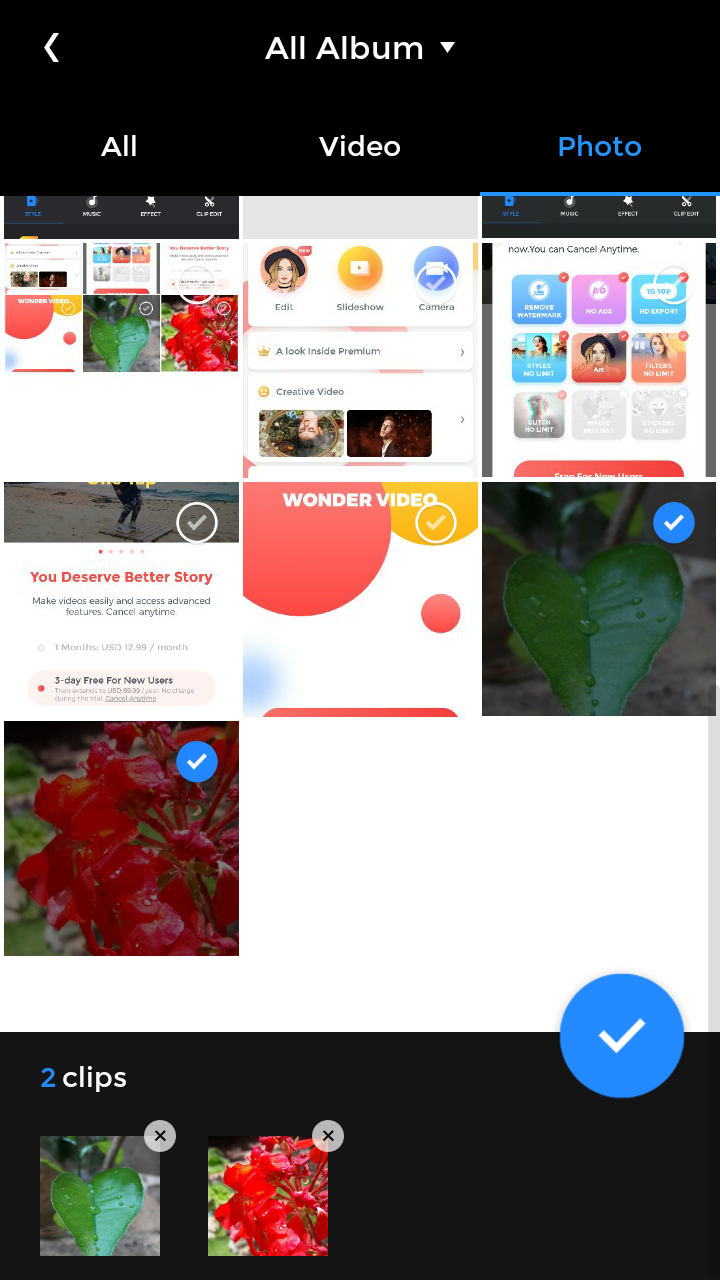 All Album
All
Video
Photo
STYLE
MUSIC
EFFECT
CLIP EDIT
STYLE
MUSIC
EFFECT
CLIP EDIT
You Deserve Better Story
WONDER VIDEO
New
Edit
Slideshow
Camera
A look Inside Premium
Creative Video
now.You can Cancel Anytime.
REMOVE
WATERMARK
AD
NO ADS
1080P
HD EXPORT
STYLES
NO LIMIT
Art
FILTERS
NO LIMIT
GLITCH
NO LIMIT
MAGIC
NO LIMIT
STICKERS
NO LIMIT
Free For New Users
One Tap
You Deserve Better Story
Make videos easily and access advanced
features. Cancel anytime.
1 Months: USD 12.99 / month
3-day Free For New Users
Then extends to USD 69.99 / year. No charge
during the trial. Cancel Anytime
WONDER VIDEO
2 clips